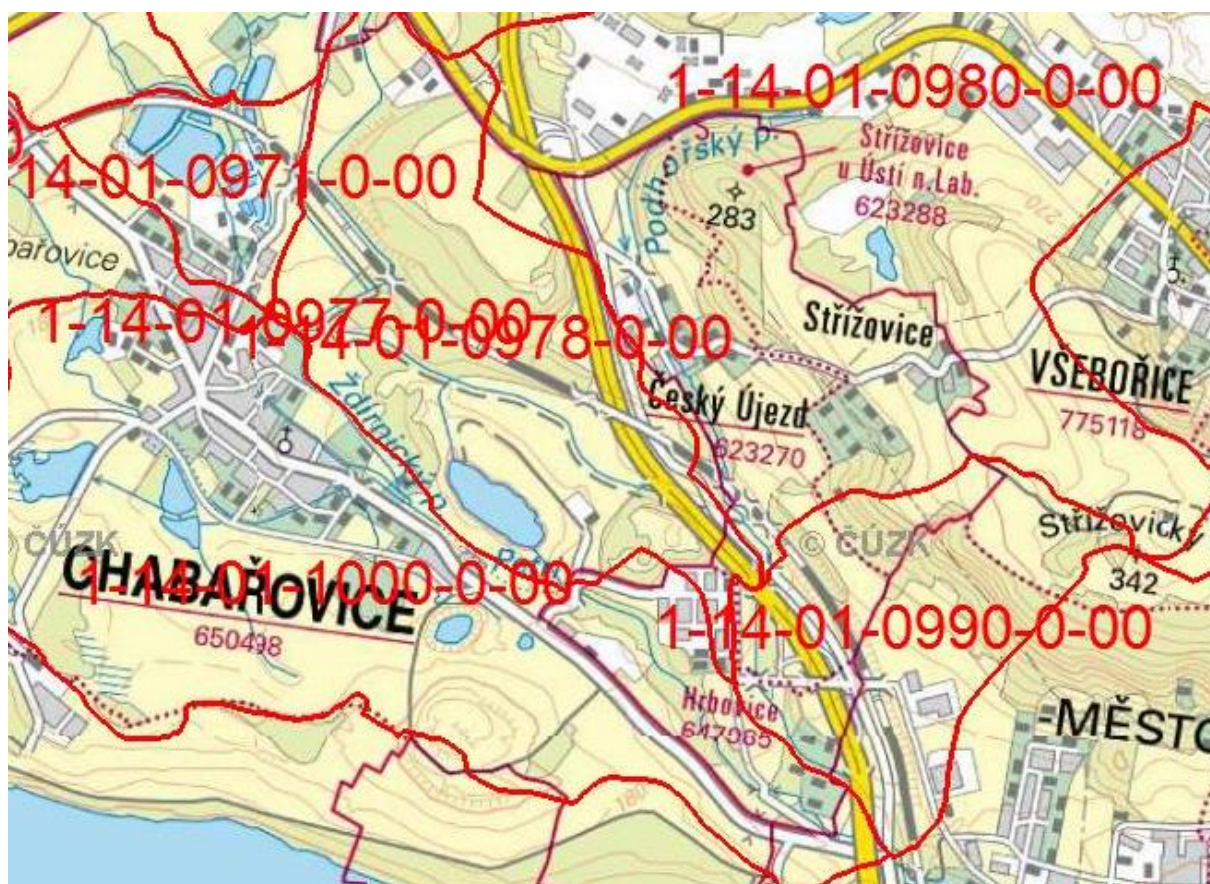 1-14-01-0980-0-00
Podhořský p.
Střížovice
u Ústí n.Lab.
623288
14-01-0971-0-00
283
bařovice
1-14-01-0977-0-00
1-14-01-0978-0-00
Střížovice
VŠEBOŘICE
775118
Ždírnický p.
Český Újezd
623270
270
ČÚZK
© ČÚZK
Střížovický
342
CHABAŘOVICE
1-14-01-1000-0-00
650498
1-14-01-0990-0-00
Hrbovice
647965
MĚSTO
180